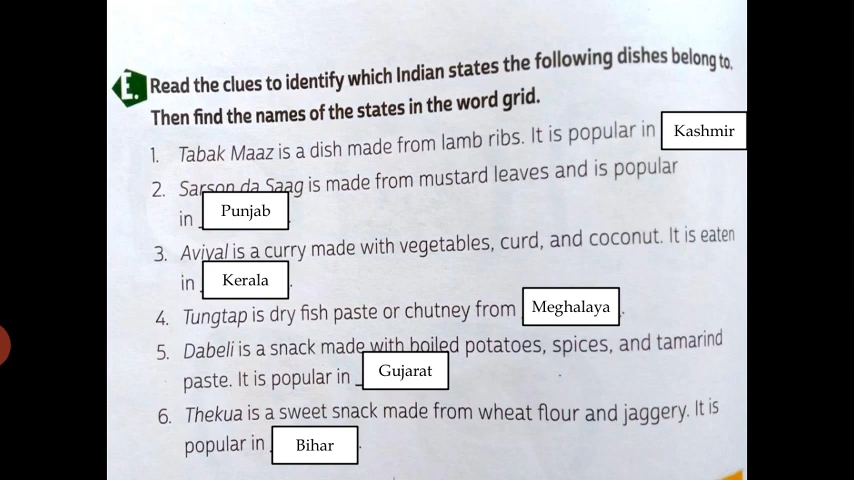 E. Read the clues to identify which Indian states the following dishes belong to.
Then find the names of the states in the word grid.
1. Tabak Maaz is a dish made from lamb ribs. It is popular in Kashmir
2. Sarson da Saag is made from mustard leaves and is popular
in Punjab.
3. Aviyal is a curry made with vegetables, curd, and coconut. It is eaten
in Kerala.
4. Tungtap is dry fish paste or chutney from Meghalaya.
5. Dabeli is a snack made with boiled potatoes, spices, and tamarind
paste. It is popular in Gujarat
6. Thekua is a sweet snack made from wheat flour and jaggery. It is
popular in Bihar.